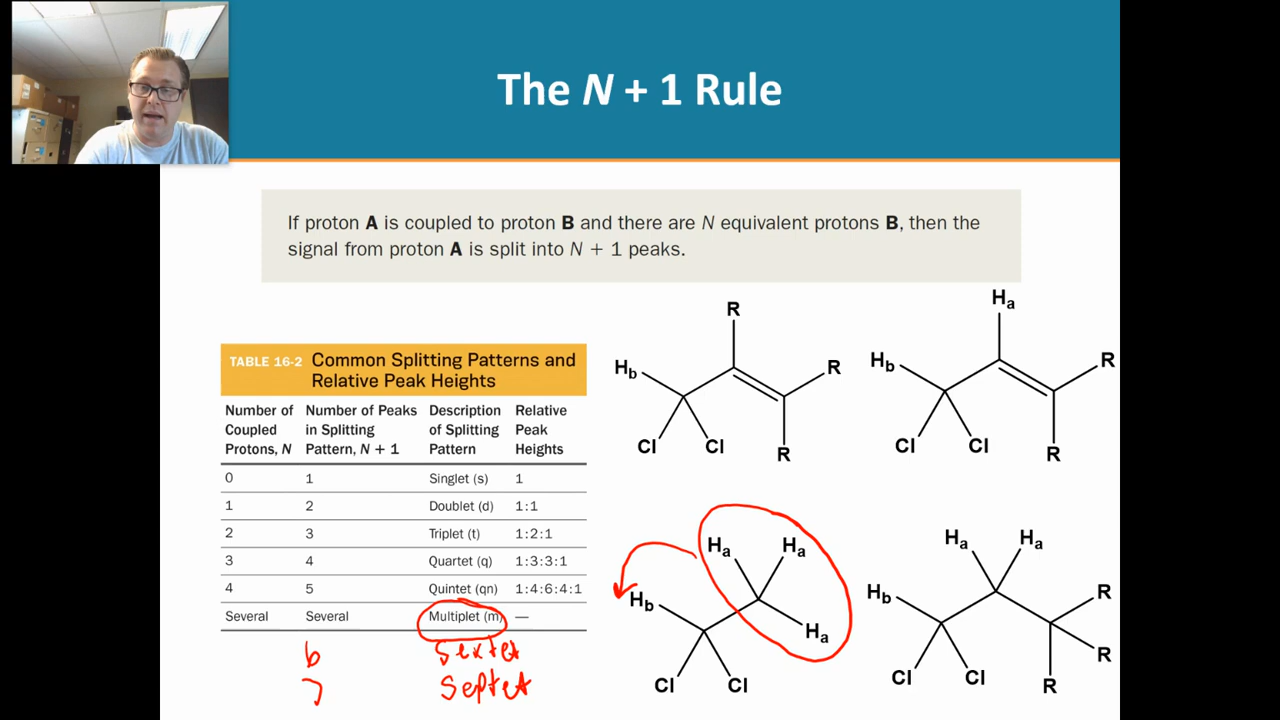 The N + 1 Rule
If proton A is coupled to proton B and there are N equivalent protons B, then the
signal from proton A is split into N + 1 peaks.
TABLE 16-2 Common Splitting Patterns and
Relative Peak Heights
Number of Coupled Protons, N | Number of Peaks in Splitting Pattern, N + 1 | Description of Splitting Pattern | Relative Peak Heights
0 1 Singlet (s) 1
1 2 Doublet (d) 1:1
2 3 Triplet (t) 1:2:1
3 4 Quartet (q) 1:3:3:1
4 5 Quintet (qn) 1:4:6:4:1
Several Several Multiplet (m) —
6 Sextet
7 Septet
R
Hb R
Cl Cl
R
Ha
Hb R
Cl Cl
R
Ha Ha
Hb
Ha
Cl Cl
Ha Ha
Hb R
R
Cl Cl R